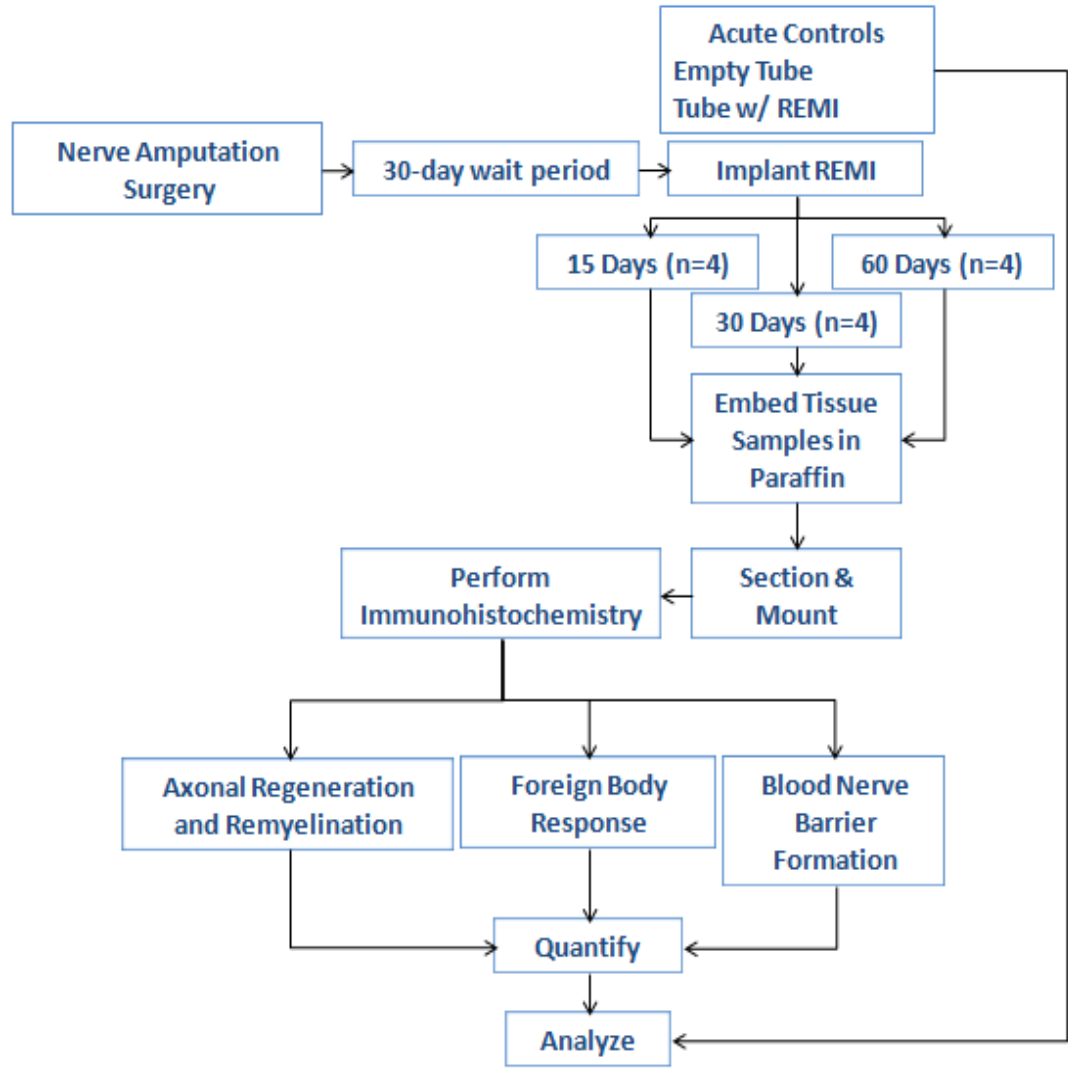 Acute Controls
Empty Tube
Tube w/ REMI
Nerve Amputation
Surgery
30-day wait period
Implant REMI
15 Days (n=4)
60 Days (n=4)
30 Days (n=4)
Embed Tissue
Samples in
Paraffin
Section &
Mount
Perform
Immunohistochemistry
Axonal Regeneration
and Remyelination
Foreign Body
Response
Blood Nerve
Barrier
Formation
Quantify
Analyze